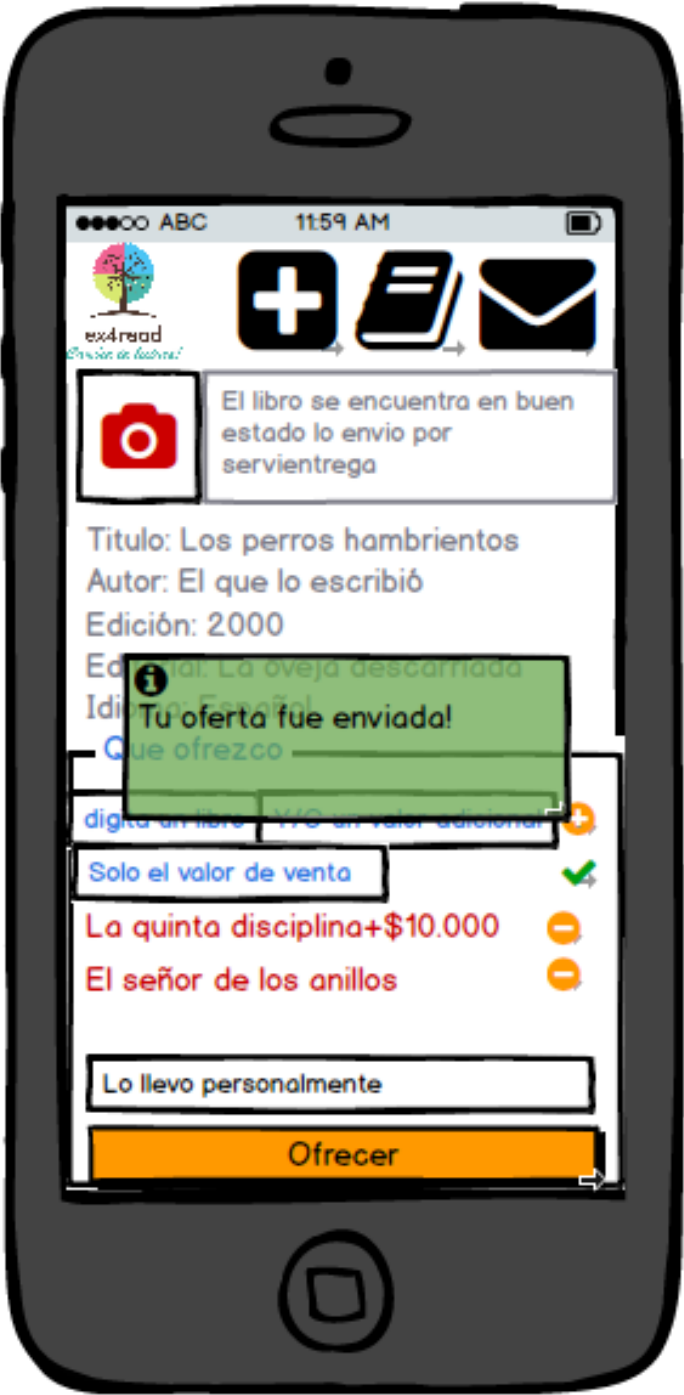 ABC
11:59 AM
ex4read
El libro se encuentra en buen
estado lo envio por
servientrega
Titulo: Los perros hambrientos
Autor: El que lo escribió
Edición: 2000
Editorial: La oveja descarriada
Idioma: Español
Tu oferta fue enviada!
Que ofrezco
digita un libro
Y/O un valor adicional
Solo el valor de venta
La quinta disciplina+$10.000
El señor de los anillos
Lo llevo personalmente
Ofrecer